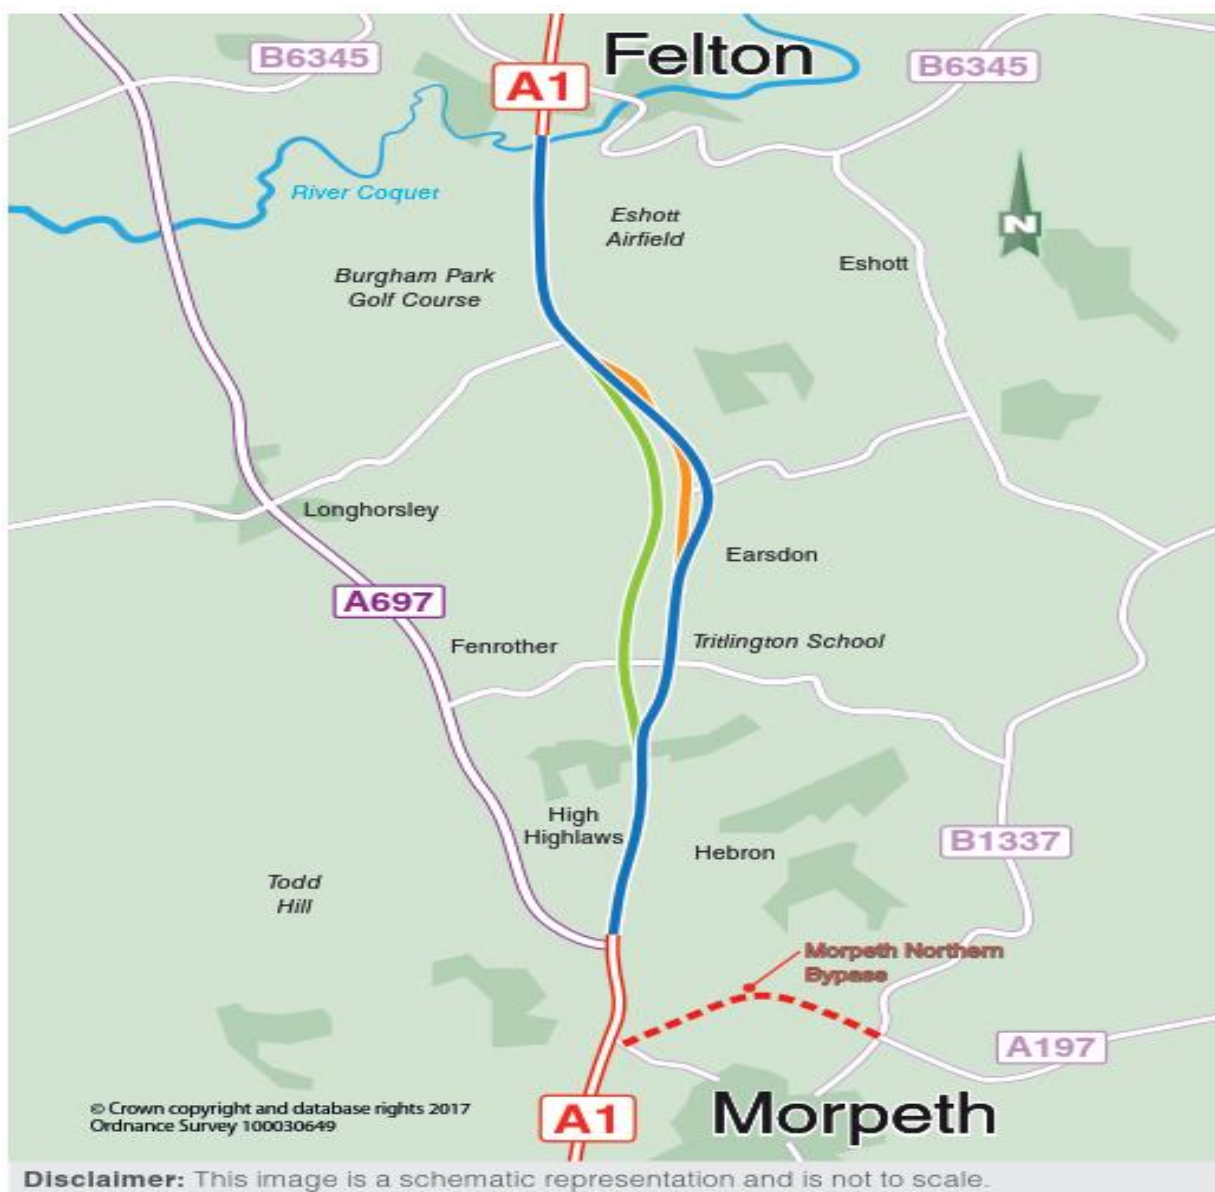 Felton
B6345
B6345
A1
River Coquet
Eshott
Airfield
Eshott
Burgham Park
Golf Course
N
Longhorsley
Earsdon
A697
Fenrother
Tritlington School
High
Highlaws
Hebron
B1337
Todd
Hill
Morpeth Northern
Bypass
A197
© Crown copyright and database rights 2017
Ordnance Survey 100030649
A1
Morpeth
Disclaimer: This image is a schematic representation and is not to scale.